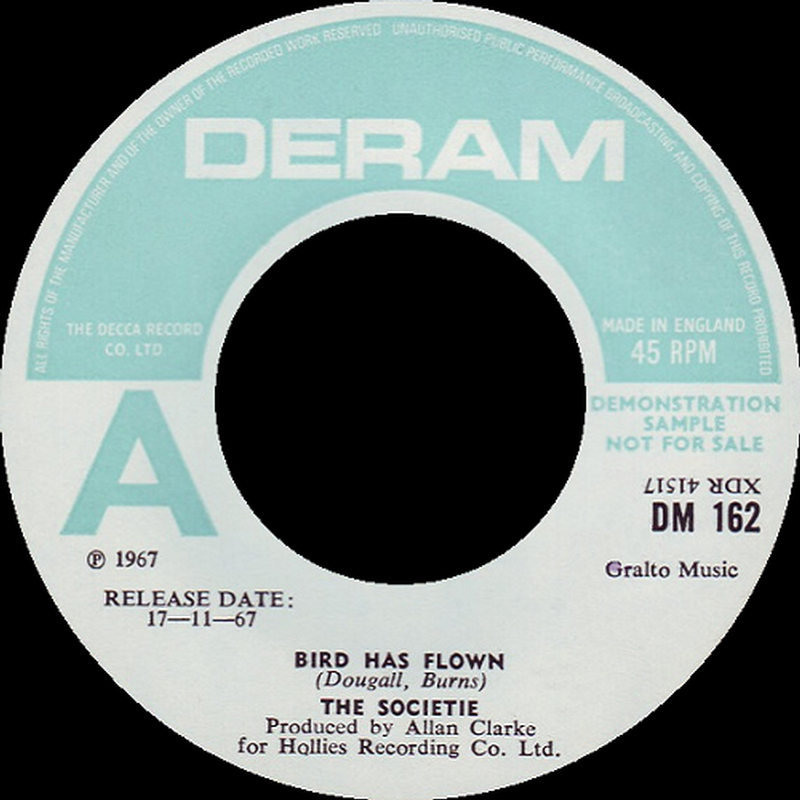 ALL RIGHTS OF THE MANUFACTURER AND OF THE OWNER OF THE RECORDED WORK RESERVED UNAUTHORISED PUBLIC PERFORMANCE BROADCASTING AND COPYING OF THIS RECORD PROHIBITED
DERAM
THE DECCA RECORD
CO. LTD
MADE IN ENGLAND
45 RPM
A
DEMONSTRATION
SAMPLE
NOT FOR SALE
XDR 41517
DM 162
℗ 1967
Gralto Music
RELEASE DATE:
17—11—67
BIRD HAS FLOWN
(Dougall, Burns)
THE SOCIETIE
Produced by Allan Clarke
for Hollies Recording Co. Ltd.